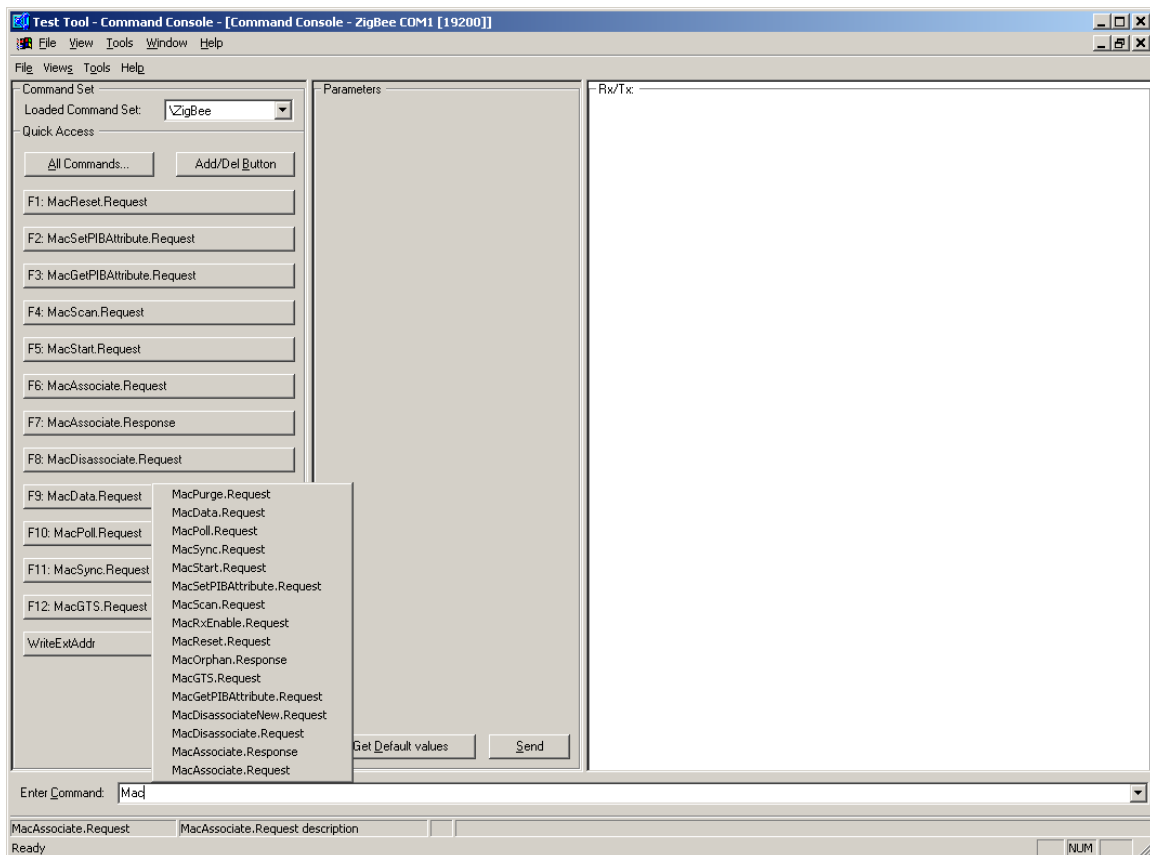 Test Tool - Command Console - [Command Console - ZigBee COM1 [19200]]
File View Tools Window Help
File Views Tools Help
Command Set
Loaded Command Set: \ZigBee
Quick Access
All Commands... Add/Del Button
F1: MacReset.Request
F2: MacSetPIBAttribute.Request
F3: MacGetPIBAttribute.Request
F4: MacScan.Request
F5: MacStart.Request
F6: MacAssociate.Request
F7: MacAssociate.Response
F8: MacDisassociate.Request
F9: MacData.Request
F10: MacPoll.Request
F11: MacSync.Request
F12: MacGTS.Request
WriteExtAddr
MacPurge.Request
MacData.Request
MacPoll.Request
MacSync.Request
MacStart.Request
MacSetPIBAttribute.Request
MacScan.Request
MacRxEnable.Request
MacReset.Request
MacOrphan.Response
MacGTS.Request
MacGetPIBAttribute.Request
MacDisassociateNew.Request
MacDisassociate.Request
MacAssociate.Response
MacAssociate.Request
Parameters
Get Default values Send
Rx/Tx:
Enter Command: Mac
MacAssociate.Request MacAssociate.Request description
Ready NUM